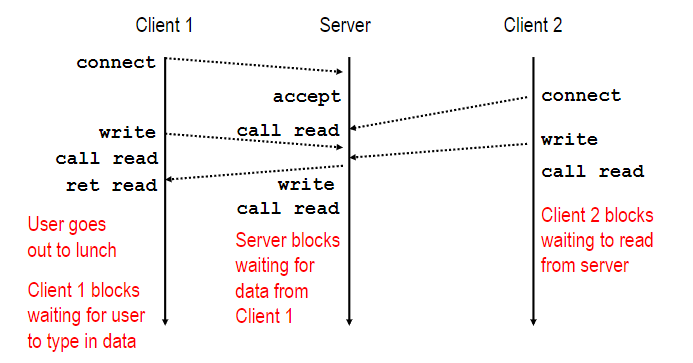 Client 1
Server
Client 2
connect
accept
connect
write
call read
write
call read
call read
ret read
write
call read
User goes
out to lunch
Client 1 blocks
waiting for user
to type in data
Server blocks
waiting for
data from
Client 1
Client 2 blocks
waiting to read
from server